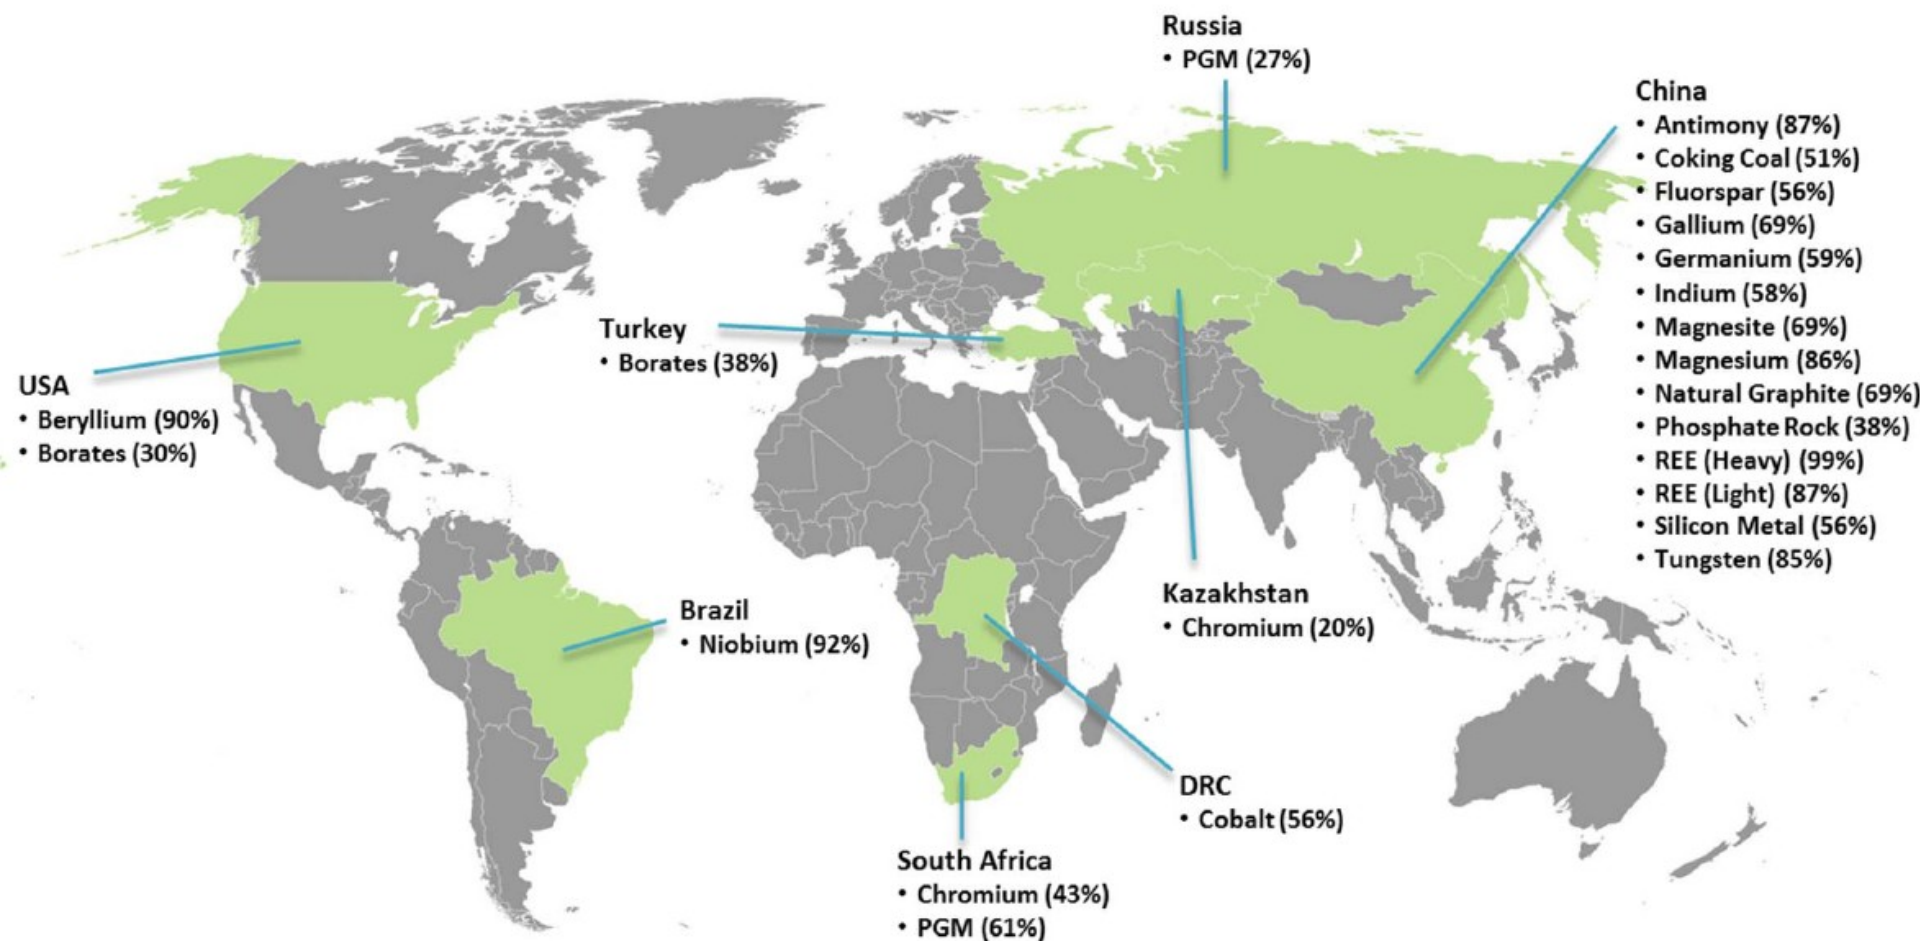 Russia
• PGM (27%)
China
• Antimony (87%)
• Coking Coal (51%)
• Fluorspar (56%)
• Gallium (69%)
• Germanium (59%)
• Indium (58%)
• Magnesite (69%)
• Magnesium (86%)
• Natural Graphite (69%)
• Phosphate Rock (38%)
• REE (Heavy) (99%)
• REE (Light) (87%)
• Silicon Metal (56%)
• Tungsten (85%)
Turkey
• Borates (38%)
USA
• Beryllium (90%)
• Borates (30%)
Brazil
• Niobium (92%)
Kazakhstan
• Chromium (20%)
DRC
• Cobalt (56%)
South Africa
• Chromium (43%)
• PGM (61%)